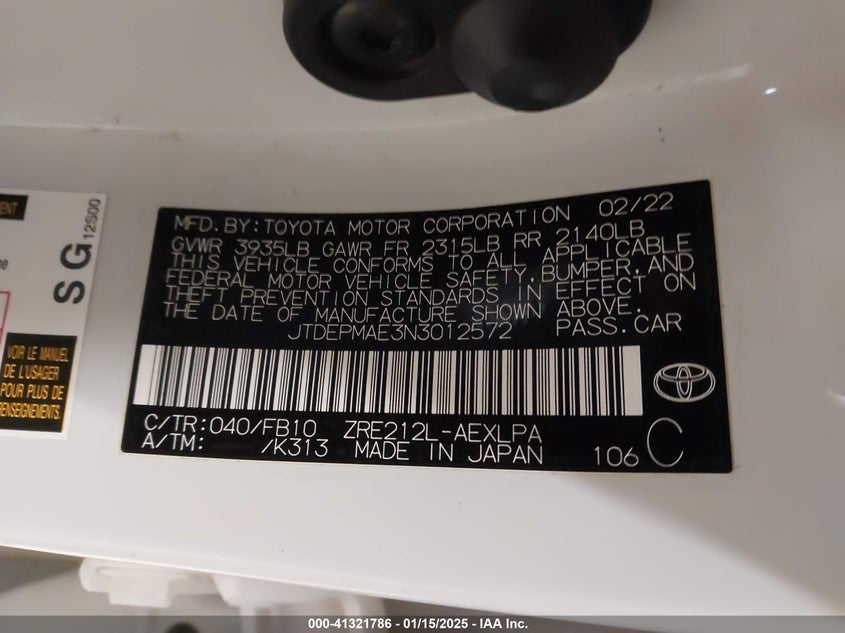 MFD. BY: TOYOTA MOTOR CORPORATION 02/22
GVWR 3935LB GAWR FR 2315LB RR 2140LB
THIS VEHICLE CONFORMS TO ALL APPLICABLE
FEDERAL MOTOR VEHICLE SAFETY, BUMPER, AND
THEFT PREVENTION STANDARDS IN EFFECT ON
THE DATE OF MANUFACTURE SHOWN ABOVE.
JTDEPMAE3N3012572 PASS.CAR
C/TR: 040/FB10 ZRE212L-AEXLPA
A/TM: /K313 MADE IN JAPAN 106 C
SG 12S00
VOIR LE MANUEL
DE L'USAGER
POUR PLUS DE
RENSEIGNEMENTS.
000-41321786 - 01/15/2025 - IAA Inc.